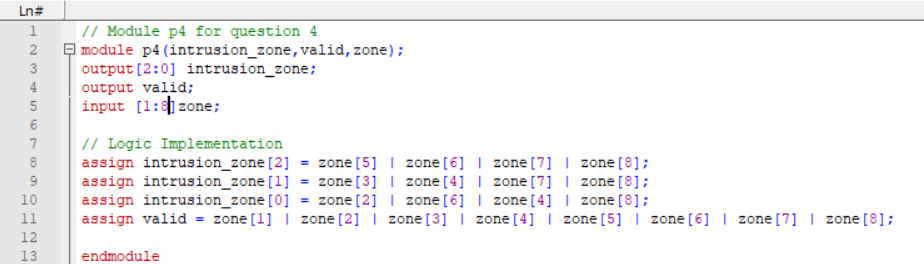 Ln#
1 // Module p4 for question 4
2 module p4(intrusion_zone,valid,zone);
3 output[2:0] intrusion_zone;
4 output valid;
5 input [1:8]zone;
6
7 // Logic Implementation
8 assign intrusion_zone[2] = zone[5] | zone[6] | zone[7] | zone[8];
9 assign intrusion_zone[1] = zone[3] | zone[4] | zone[7] | zone[8];
10 assign intrusion_zone[0] = zone[2] | zone[6] | zone[4] | zone[8];
11 assign valid = zone[1] | zone[2] | zone[3] | zone[4] | zone[5] | zone[6] | zone[7] | zone[8];
12
13 endmodule